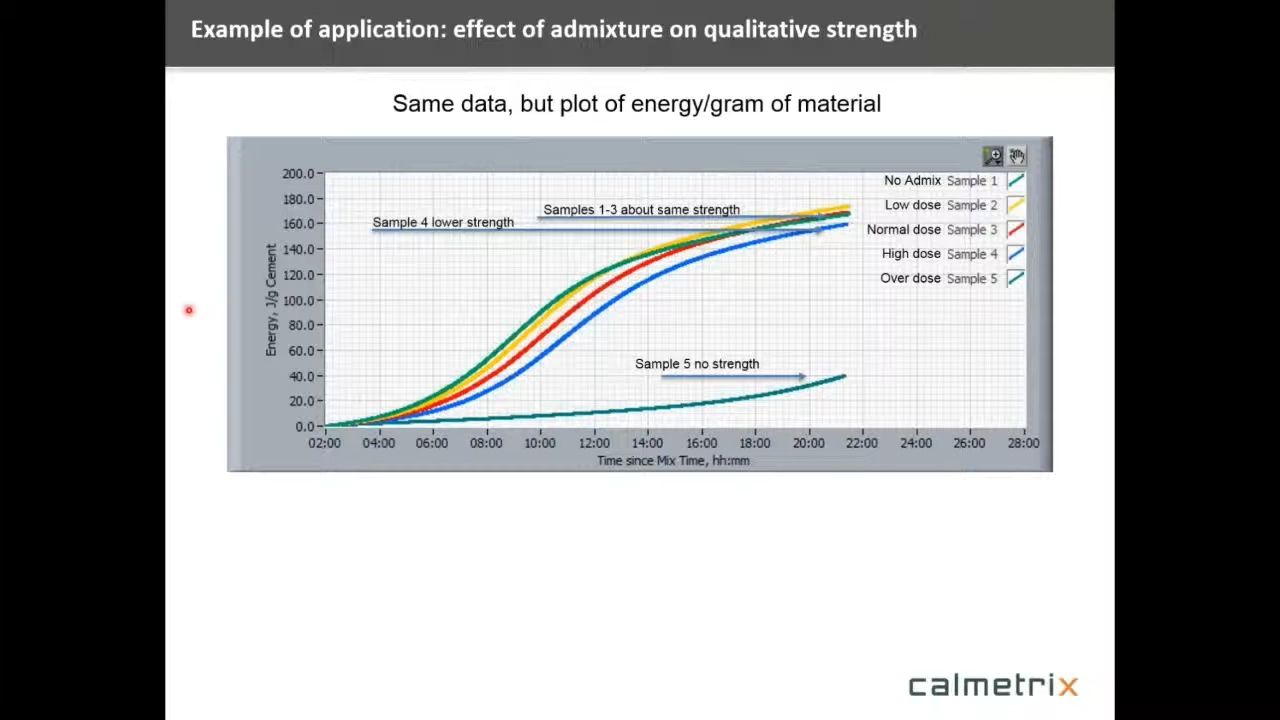 Example of application: effect of admixture on qualitative strength
Same data, but plot of energy/gram of material
200.0
180.0
160.0
140.0
120.0
100.0
80.0
60.0
40.0
20.0
0.0
Energy, J/g Cement
No Admix Sample 1
Low dose Sample 2
Normal dose Sample 3
High dose Sample 4
Over dose Sample 5
Samples 1-3 about same strength
Sample 4 lower strength
Sample 5 no strength
02:00 04:00 06:00 08:00 10:00 12:00 14:00 16:00 18:00 20:00 22:00 24:00 26:00 28:00
Time since Mix Time, hh:mm
calmetrix